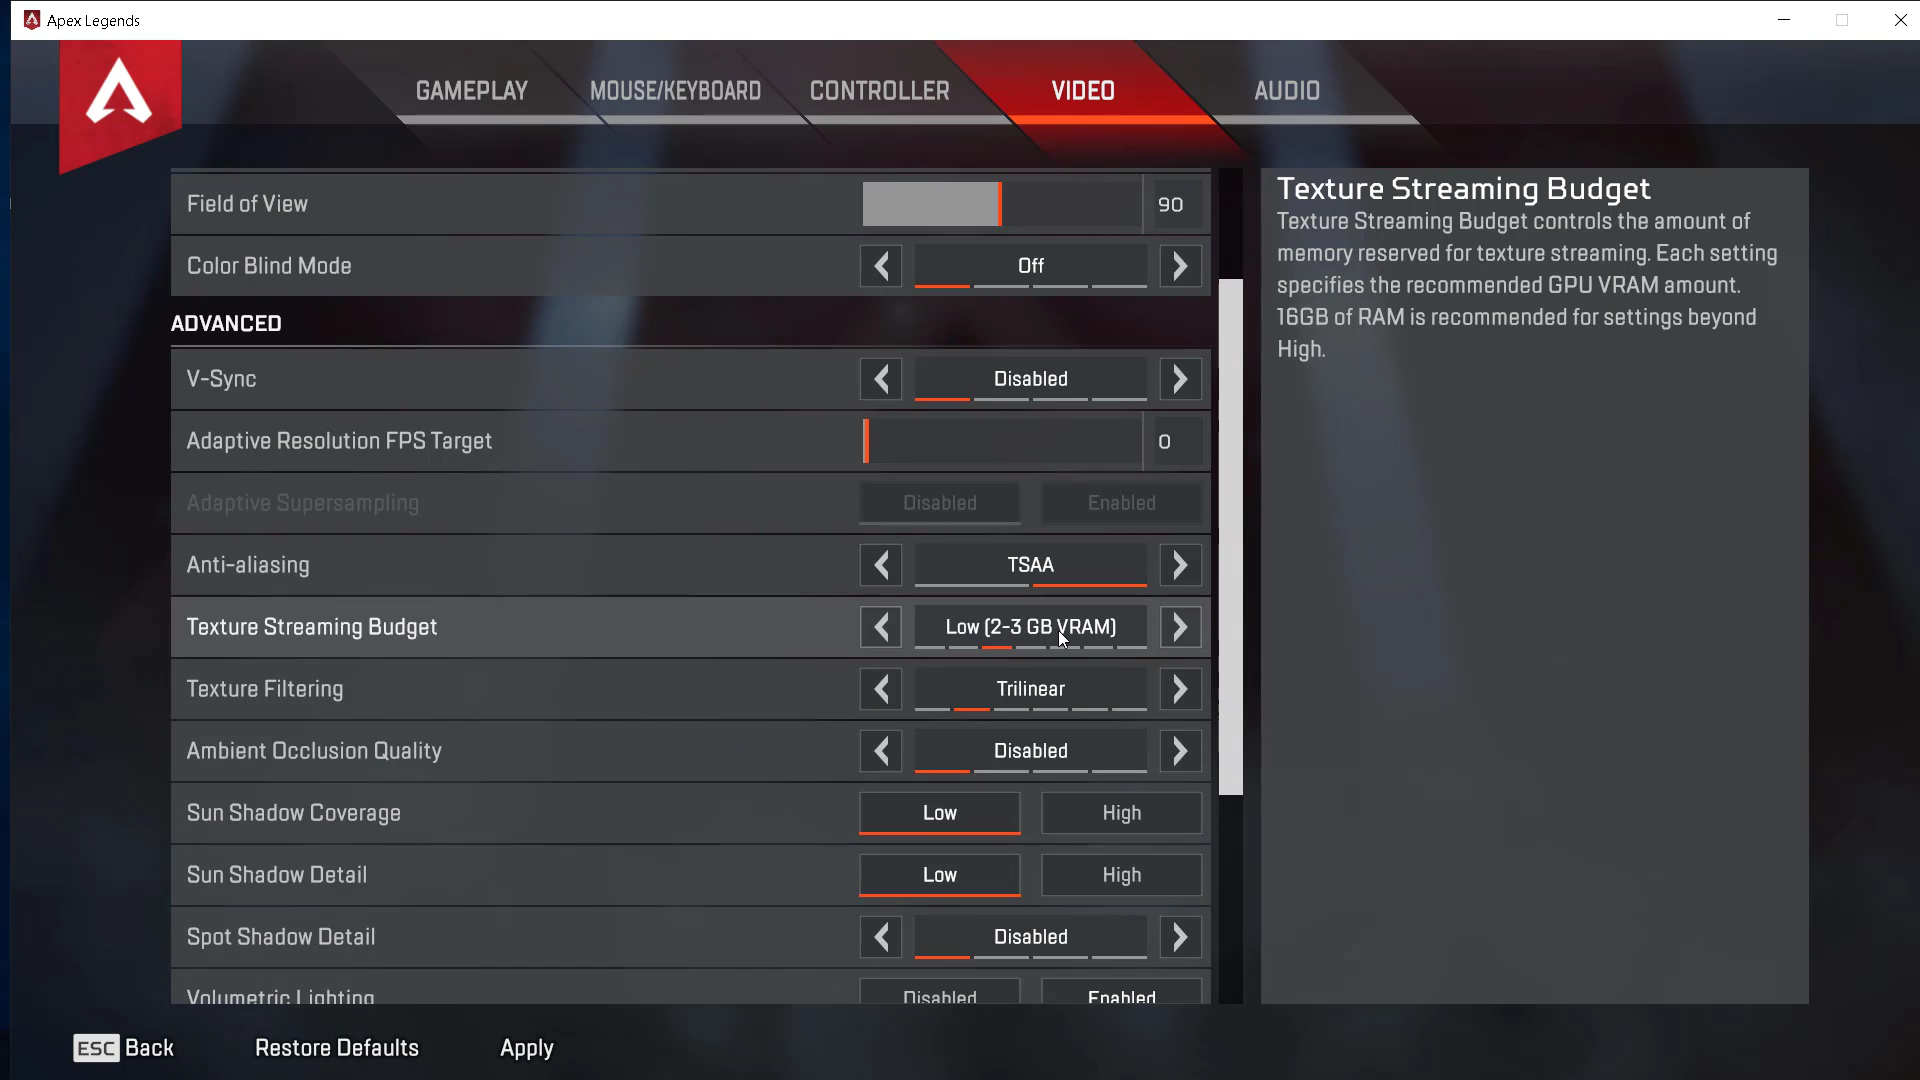 Apex Legends
GAMEPLAY
MOUSE/KEYBOARD
CONTROLLER
VIDEO
AUDIO
Field of View
90
Color Blind Mode
Off
ADVANCED
V-Sync
Disabled
Adaptive Resolution FPS Target
0
Adaptive Supersampling
Disabled
Enabled
Anti-aliasing
TSAA
Texture Streaming Budget
Low (2-3 GB VRAM)
Texture Filtering
Trilinear
Ambient Occlusion Quality
Disabled
Sun Shadow Coverage
Low
High
Sun Shadow Detail
Low
High
Spot Shadow Detail
Disabled
Volumetric Lighting
Disabled
Enabled
Texture Streaming Budget
Texture Streaming Budget controls the amount of
memory reserved for texture streaming. Each setting
specifies the recommended GPU VRAM amount.
16GB of RAM is recommended for settings beyond
High.
ESC Back
Restore Defaults
Apply